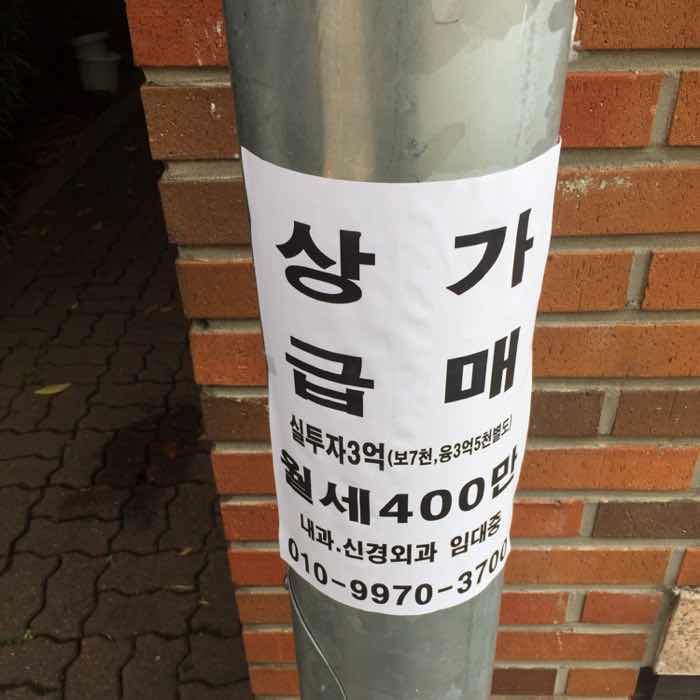 상 가
급 매
실투자3억(보7천,융3억5천별도)
월세400만
내과.신경외과 임대중
010-9970-3700